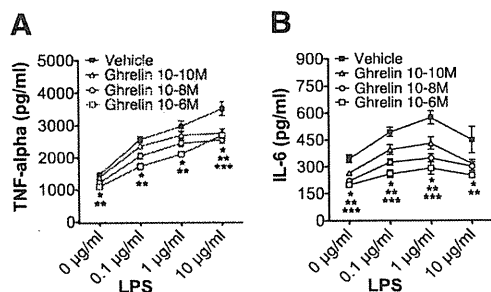 A
B
TNF-alpha (pg/ml)
5000
4000
3000
2000
1000
0
Vehicle
Ghrelin 10-10M
Ghrelin 10-8M
Ghrelin 10-6M
*
**
*
**
*
**
*
**
***
0 µg/ml
0.1 µg/ml
1 µg/ml
10 µg/ml
LPS
IL-6 (pg/ml)
900
750
600
450
300
150
0
Vehicle
Ghrelin 10-10M
Ghrelin 10-8M
Ghrelin 10-6M
*
**
***
*
**
***
*
**
***
*
**
0 µg/ml
0.1 µg/ml
1 µg/ml
10 µg/ml
LPS